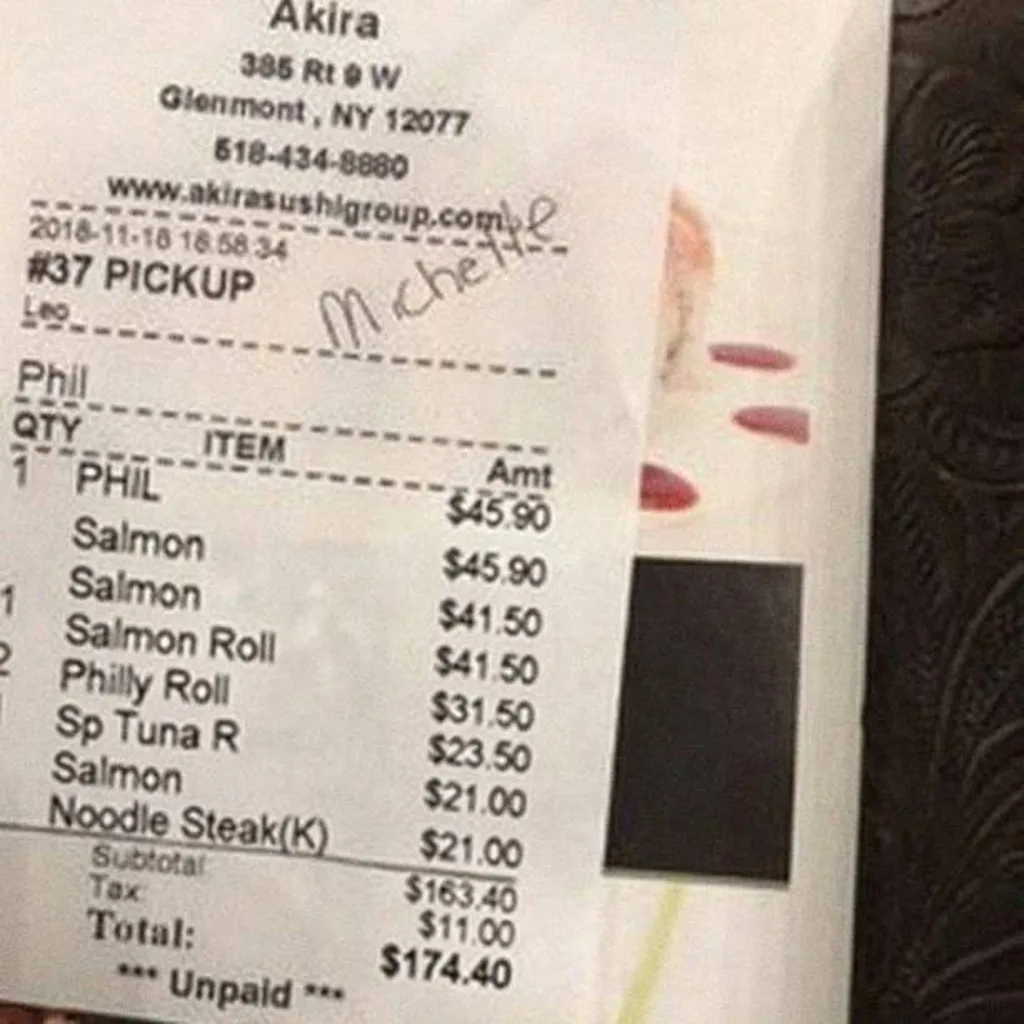 Akira
385 Rt 9 W
Glenmont, NY 12077
518-434-8880
www.akirasushigroup.com
Michelle
2018-11-18 18:58:34
#37 PICKUP
Leo
Phil
QTY ITEM Amt
1 PHIL $45.90
Salmon $45.90
Salmon $41.50
1 Salmon Roll $41.50
2 Philly Roll $31.50
1 Sp Tuna R $23.50
Salmon $21.00
Noodle Steak(K) $21.00
Subtotal: $163.40
Tax: $11.00
Total: $174.40
*** Unpaid ***